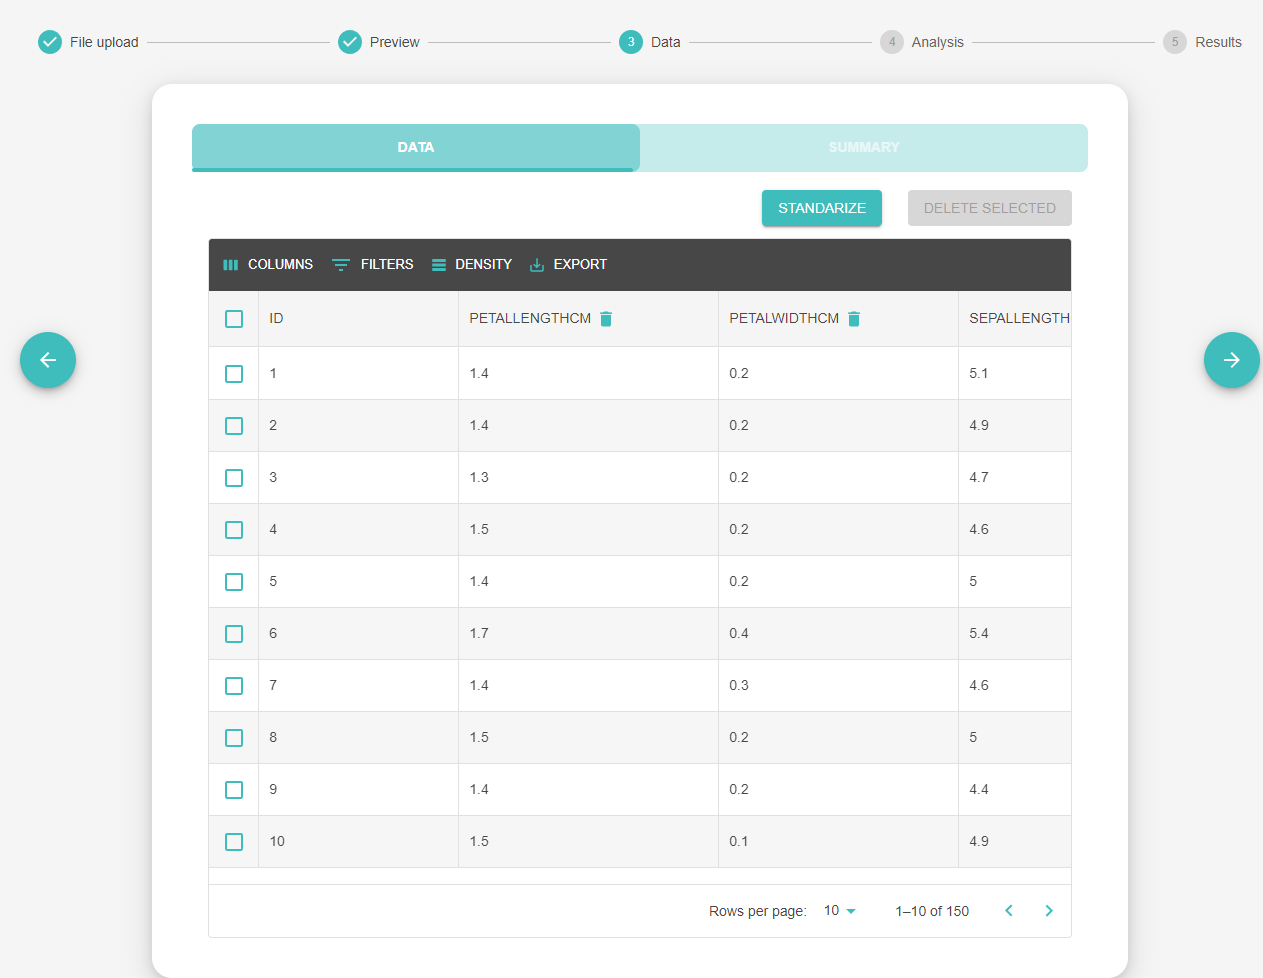 File upload Preview 3 Data 4 Analysis 5 Results
DATA SUMMARY
STANDARIZE DELETE SELECTED
COLUMNS FILTERS DENSITY EXPORT
ID PETALLENGTHCM PETALWIDTHCM SEPALLENGTH
1 1.4 0.2 5.1
2 1.4 0.2 4.9
3 1.3 0.2 4.7
4 1.5 0.2 4.6
5 1.4 0.2 5
6 1.7 0.4 5.4
7 1.4 0.3 4.6
8 1.5 0.2 5
9 1.4 0.2 4.4
10 1.5 0.1 4.9
Rows per page: 10 1–10 of 150